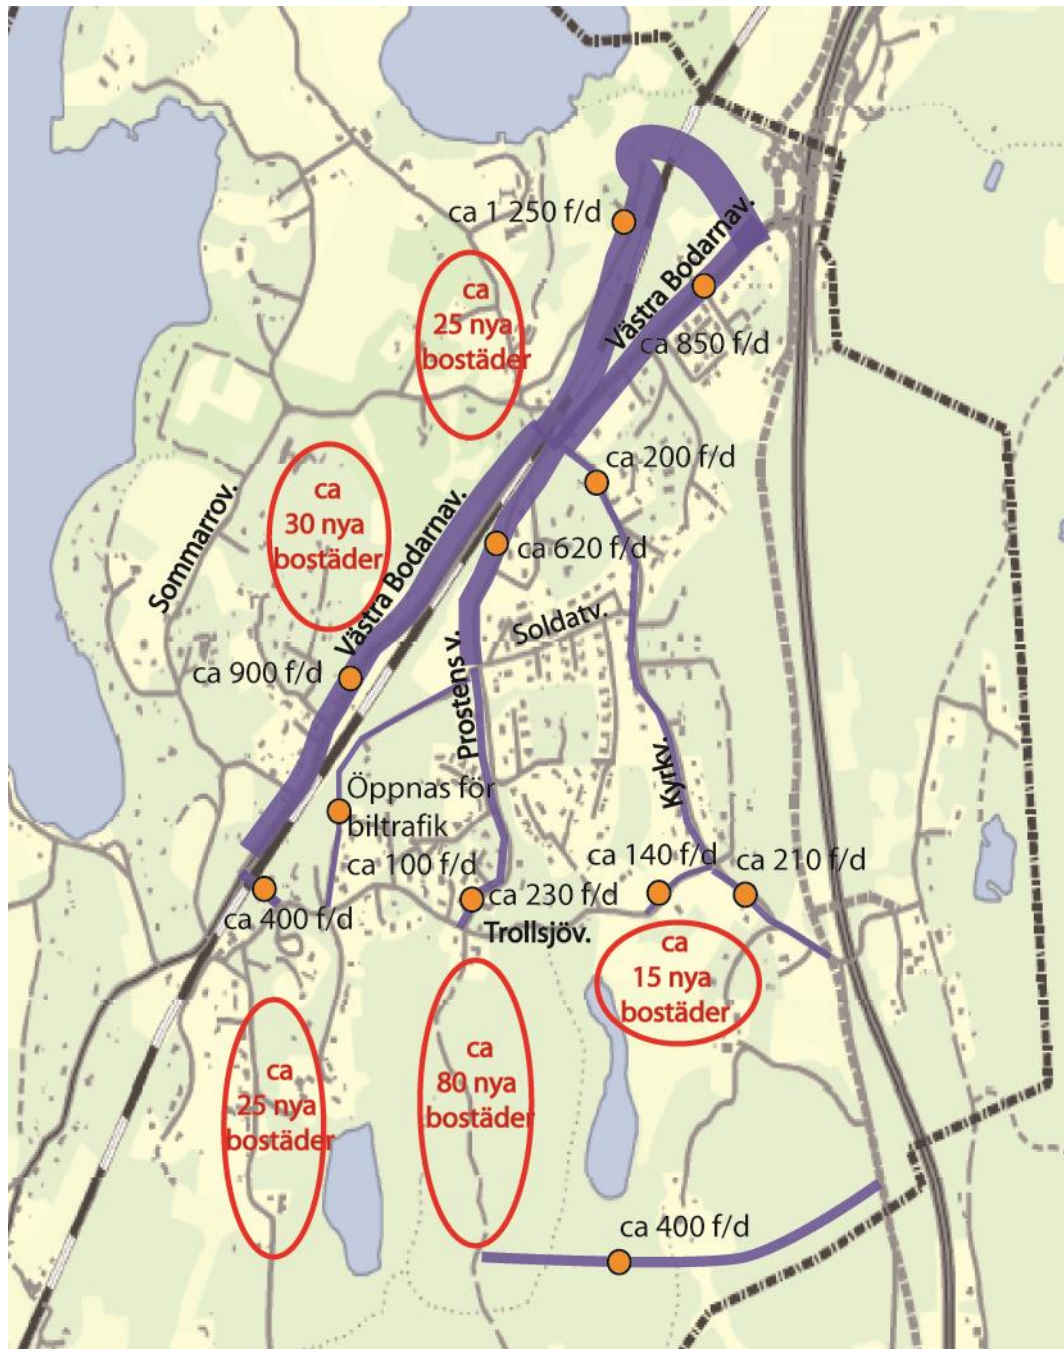 ca 1 250 f/d
Västra Bodarnav.
ca
25 nya
bostäder
ca 850 f/d
ca 200 f/d
ca
30 nya
bostäder
Sommarrov.
Västra Bodarnav.
ca 620 f/d
Soldatv.
ca 900 f/d
Prostens v.
Kyrkv.
Öppnas för
biltrafik
ca 100 f/d
ca 140 f/d
ca 210 f/d
ca 400 f/d
ca 230 f/d
Trollsjöv.
ca
15 nya
bostäder
ca
25 nya
bostäder
ca
80 nya
bostäder
ca 400 f/d